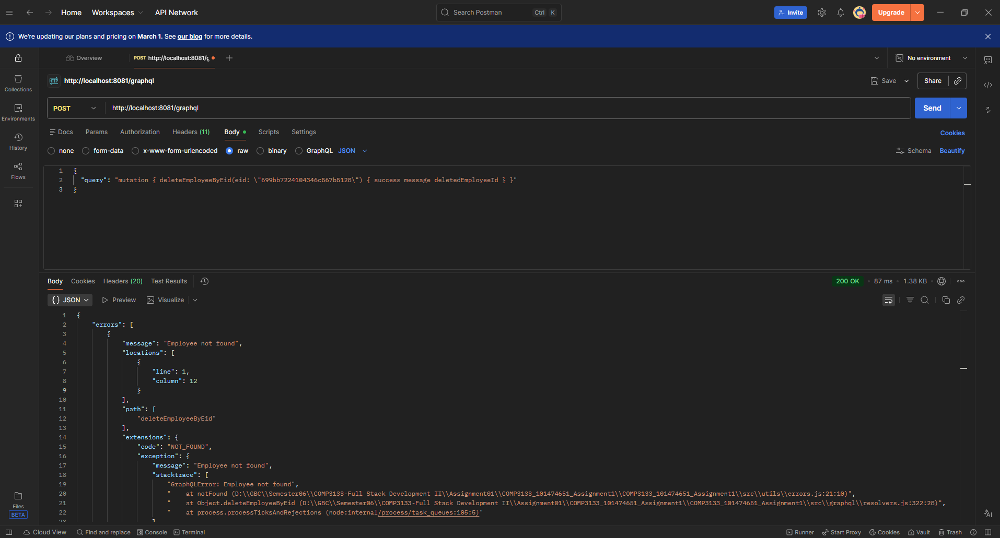 Home Workspaces API Network Search Postman Ctrl K Invite Upgrade
We're updating our plans and pricing on March 1. See our blog for more details.
Overview POST http://localhost:8081/g No environment
HTTP http://localhost:8081/graphql Save Share
POST http://localhost:8081/graphql Send
Docs Params Authorization Headers (11) Body Scripts Settings Cookies
none form-data x-www-form-urlencoded raw binary GraphQL JSON Schema Beautify
Collections
Environments
History
Flows
1 {
2 "query": "mutation { deleteEmployeeByEid(eid: \"699bb7224104346c567b5128\") { success message deletedEmployeeId } }"
3 }
Body Cookies Headers (20) Test Results 200 OK • 87 ms • 1.38 KB •
{} JSON Preview Visualize
1 {
2 "errors": [
3 {
4 "message": "Employee not found",
5 "locations": [
6 {
7 "line": 1,
8 "column": 12
9 }
10 ],
11 "path": [
12 "deleteEmployeeByEid"
13 ],
14 "extensions": {
15 "code": "NOT_FOUND",
16 "exception": {
17 "message": "Employee not found",
18 "stacktrace": [
19 "GraphQLError: Employee not found",
20 "    at notFound (D:\\GBC\\Semester06\\COMP3133-Full Stack Development II\\Assignment01\\COMP3133_101474651_Assignment1\\COMP3133_101474651_Assignment1\\src\\utils\\errors.js:21:10)",
21 "    at Object.deleteEmployeeByEid (D:\\GBC\\Semester06\\COMP3133-Full Stack Development II\\Assignment01\\COMP3133_101474651_Assignment1\\COMP3133_101474651_Assignment1\\src\\graphql\\resolvers.js:322:28)",
22 "    at process.processTicksAndRejections (node:internal/process/task_queues:105:5)"
23 ]
Files
BETA
Cloud View Find and replace Console Terminal Runner Start Proxy Cookies Vault Trash